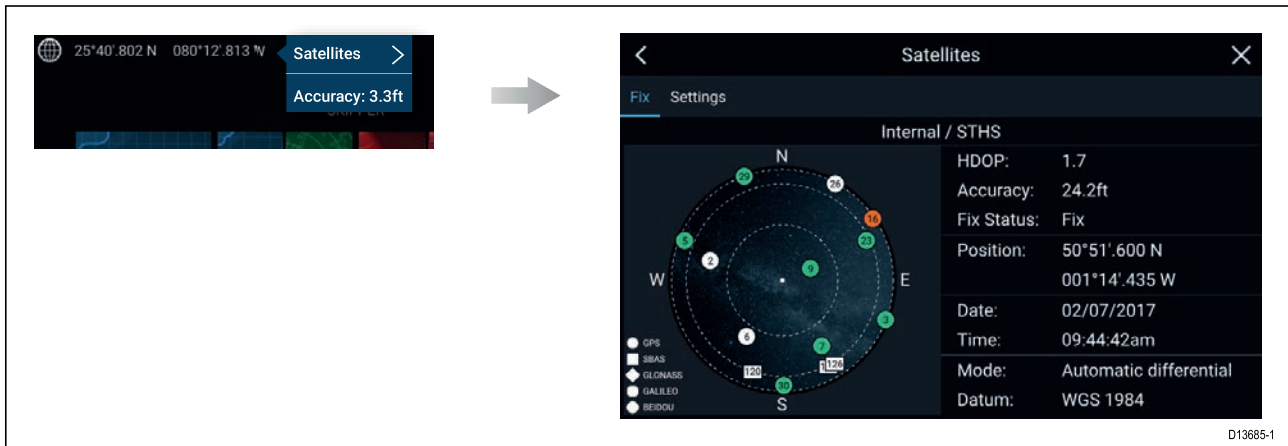 25°40'.802 N 080°12'.813 W
Satellites
Accuracy: 3.3ft
SKIPPER
Satellites
Fix Settings
Internal / STHS
N
W
E
S
29
26
16
5
23
2
9
3
6
7
120
126
30
GPS
SBAS
GLONASS
GALILEO
BEIDOU
HDOP: 1.7
Accuracy: 24.2ft
Fix Status: Fix
Position: 50°51'.600 N
001°14'.435 W
Date: 02/07/2017
Time: 09:44:42am
Mode: Automatic differential
Datum: WGS 1984
D13685-1